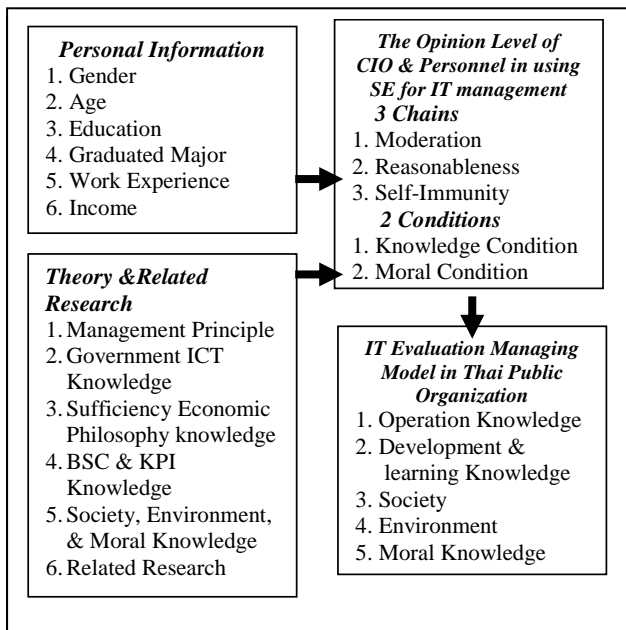 Personal Information
1. Gender
2. Age
3. Education
4. Graduated Major
5. Work Experience
6. Income
Theory &Related
Research
1. Management Principle
2. Government ICT
Knowledge
3. Sufficiency Economic
Philosophy knowledge
4. BSC & KPI
Knowledge
5. Society, Environment,
& Moral Knowledge
6. Related Research
The Opinion Level of
CIO & Personnel in using
SE for IT management
3 Chains
1. Moderation
2. Reasonableness
3. Self-Immunity
2 Conditions
1. Knowledge Condition
2. Moral Condition
IT Evaluation Managing
Model in Thai Public
Organization
1. Operation Knowledge
2. Development &
learning Knowledge
3. Society
4. Environment
5. Moral Knowledge